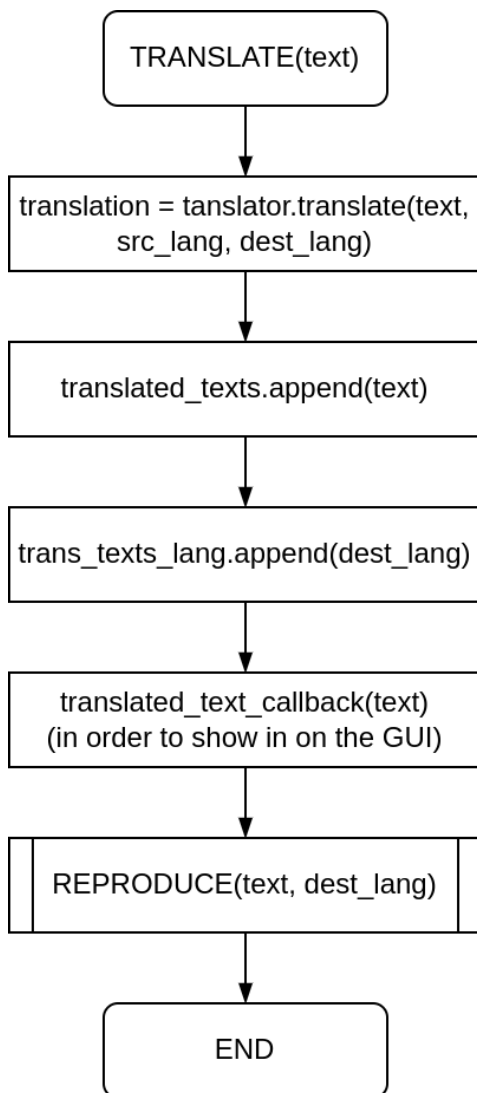 TRANSLATE(text)
translation = tanslator.translate(text,
src_lang, dest_lang)
translated_texts.append(text)
trans_texts_lang.append(dest_lang)
translated_text_callback(text)
(in order to show in on the GUI)
REPRODUCE(text, dest_lang)
END